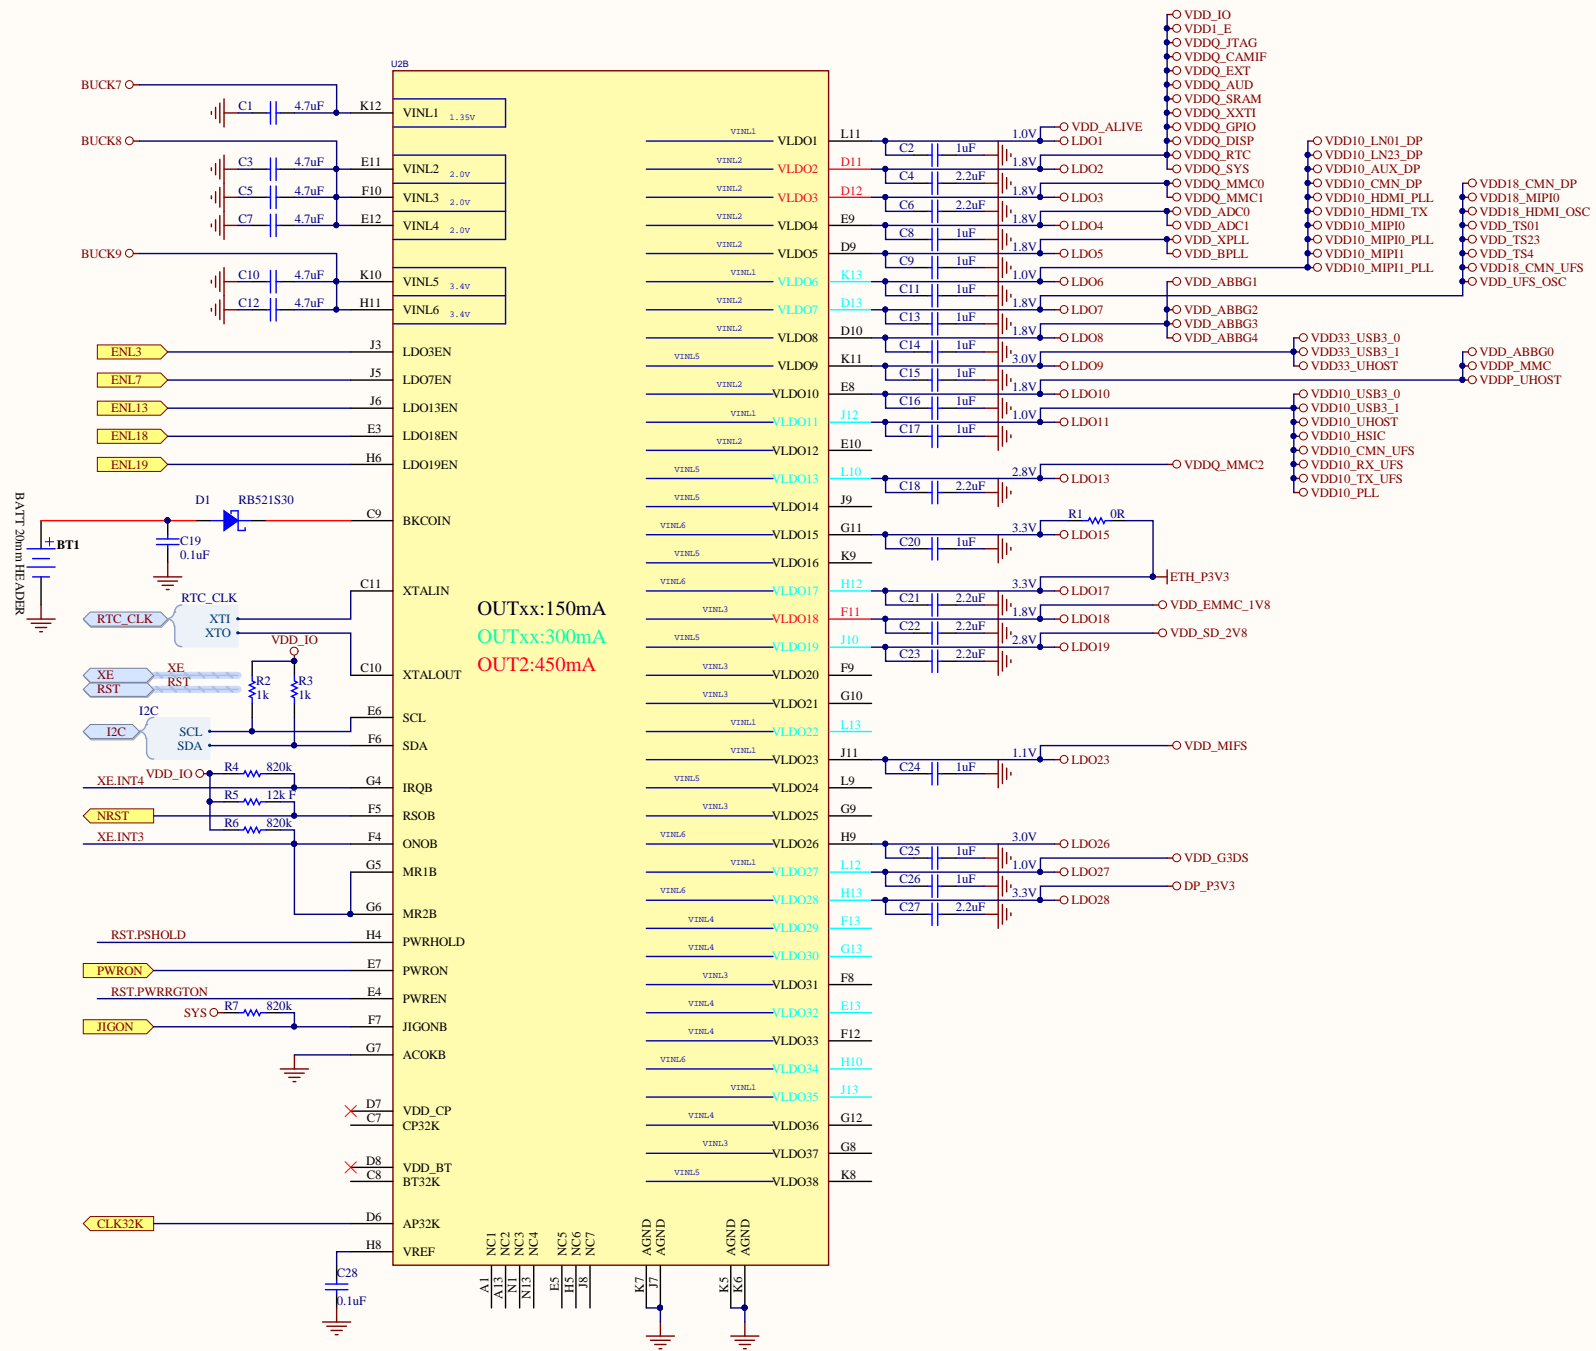 U2B
BUCK7
C1 4.7uF K12 VINL1 1.35V
BUCK8
C3 4.7uF E11 VINL2 2.0V
C5 4.7uF F10 VINL3 2.0V
C7 4.7uF E12 VINL4 2.0V
BUCK9
C10 4.7uF K10 VINL5 3.4V
C12 4.7uF H11 VINL6 3.4V
ENL3 J3 LDO3EN
ENL7 J5 LDO7EN
ENL13 J6 LDO13EN
ENL18 E3 LDO18EN
ENL19 H6 LDO19EN
BATT 20mm HEADER
BT1
+
D1 RB521S30 C9 BKCOIN
C19
0.1uF
C11 XTALIN
RTC_CLK
RTC_CLK XTI
XTO
VDD_IO
C10 XTALOUT
XE XE
RST RST
R2
1k
R3
1k
I2C
I2C SCL E6 SCL
SDA F6 SDA
VDD_IO R4 820k
XE.INT4 G4 IRQB
R5 12k F
NRST F5 RSOB
R6 820k
XE.INT3 F4 ONOB
G5 MR1B
G6 MR2B
RST.PSHOLD H4 PWRHOLD
PWRON E7 PWRON
RST.PWRRGTON E4 PWREN
SYS R7 820k
JIGON F7 JIGONB
G7 ACOKB
D7 VDD_CP
C7 CP32K
D8 VDD_BT
C8 BT32K
CLK32K D6 AP32K
H8 VREF
C28
0.1uF
OUTxx:150mA
OUTxx:300mA
OUT2:450mA
VINL1 VLDO1 L11 C2 1uF 1.0V LDO1
VDD_ALIVE
VINL2 VLDO2 D11 C4 2.2uF 1.8V LDO2
VINL2 VLDO3 D12 C6 2.2uF 1.8V LDO3
VINL2 VLDO4 E9 C8 1uF 1.8V LDO4
VINL2 VLDO5 D9 C9 1uF 1.8V LDO5
VINL1 VLDO6 K13 C11 1uF 1.0V LDO6
VINL2 VLDO7 D13 C13 1uF 1.8V LDO7
VINL2 VLDO8 D10 C14 1uF 1.8V LDO8
VINL5 VLDO9 K11 C15 1uF 3.0V LDO9
VINL2 VLDO10 E8 C16 1uF 1.8V LDO10
VINL1 VLDO11 J12 C17 1uF 1.0V LDO11
VINL2 VLDO12 E10
VINL5 VLDO13 L10 C18 2.2uF 2.8V LDO13
VDDQ_MMC2
VINL5 VLDO14 J9
VINL6 VLDO15 G11 C20 1uF 3.3V LDO15
R1 0R
ETH_P3V3
VINL5 VLDO16 K9
VINL6 VLDO17 H12 C21 2.2uF 3.3V LDO17
VDD_EMMC_1V8
VINL3 VLDO18 F11 C22 2.2uF 1.8V LDO18
VDD_SD_2V8
VINL5 VLDO19 J10 C23 2.2uF 2.8V LDO19
VINL3 VLDO20 F9
VINL3 VLDO21 G10
VINL1 VLDO22 L13
VINL1 VLDO23 J11 C24 1uF 1.1V LDO23
VDD_MIFS
VINL5 VLDO24 L9
VINL3 VLDO25 G9
VINL6 VLDO26 H9 C25 1uF 3.0V LDO26
VDD_G3DS
VINL1 VLDO27 L12 C26 1uF 1.0V LDO27
DP_P3V3
VINL6 VLDO28 H13 C27 2.2uF 3.3V LDO28
VINL4 VLDO29 F13
VINL4 VLDO30 G13
VINL3 VLDO31 F8
VINL4 VLDO32 E13
VINL4 VLDO33 F12
VINL6 VLDO34 H10
VINL1 VLDO35 J13
VINL4 VLDO36 G12
VINL3 VLDO37 G8
VINL5 VLDO38 K8
VDD_IO
VDD1_E
VDDQ_JTAG
VDDQ_CAMIF
VDDQ_EXT
VDDQ_AUD
VDDQ_SRAM
VDDQ_XXTI
VDDQ_GPIO
VDDQ_DISP
VDDQ_RTC
VDDQ_SYS
VDDQ_MMC0
VDDQ_MMC1
VDD_ADC0
VDD_ADC1
VDD_XPLL
VDD_BPLL
VDD_ABBG1
VDD_ABBG2
VDD_ABBG3
VDD_ABBG4
VDD10_LN01_DP
VDD10_LN23_DP
VDD10_AUX_DP
VDD10_CMN_DP
VDD10_HDMI_PLL
VDD10_HDMI_TX
VDD10_MIPI0
VDD10_MIPI0_PLL
VDD10_MIPI1
VDD10_MIPI1_PLL
VDD18_CMN_DP
VDD18_MIPI0
VDD18_HDMI_OSC
VDD_TS01
VDD_TS23
VDD_TS4
VDD18_CMN_UFS
VDD_UFS_OSC
VDD33_USB3_0
VDD33_USB3_1
VDD33_UHOST
VDD_ABBG0
VDDP_MMC
VDDP_UHOST
VDD10_USB3_0
VDD10_USB3_1
VDD10_UHOST
VDD10_HSIC
VDD10_CMN_UFS
VDD10_RX_UFS
VDD10_TX_UFS
VDD10_PLL
NC1 NC2 NC3 NC4 NC5 NC6 NC7 AGND AGND AGND AGND
A1 A13 N1 N13 E5 H5 J8 K7 J7 K5 K6